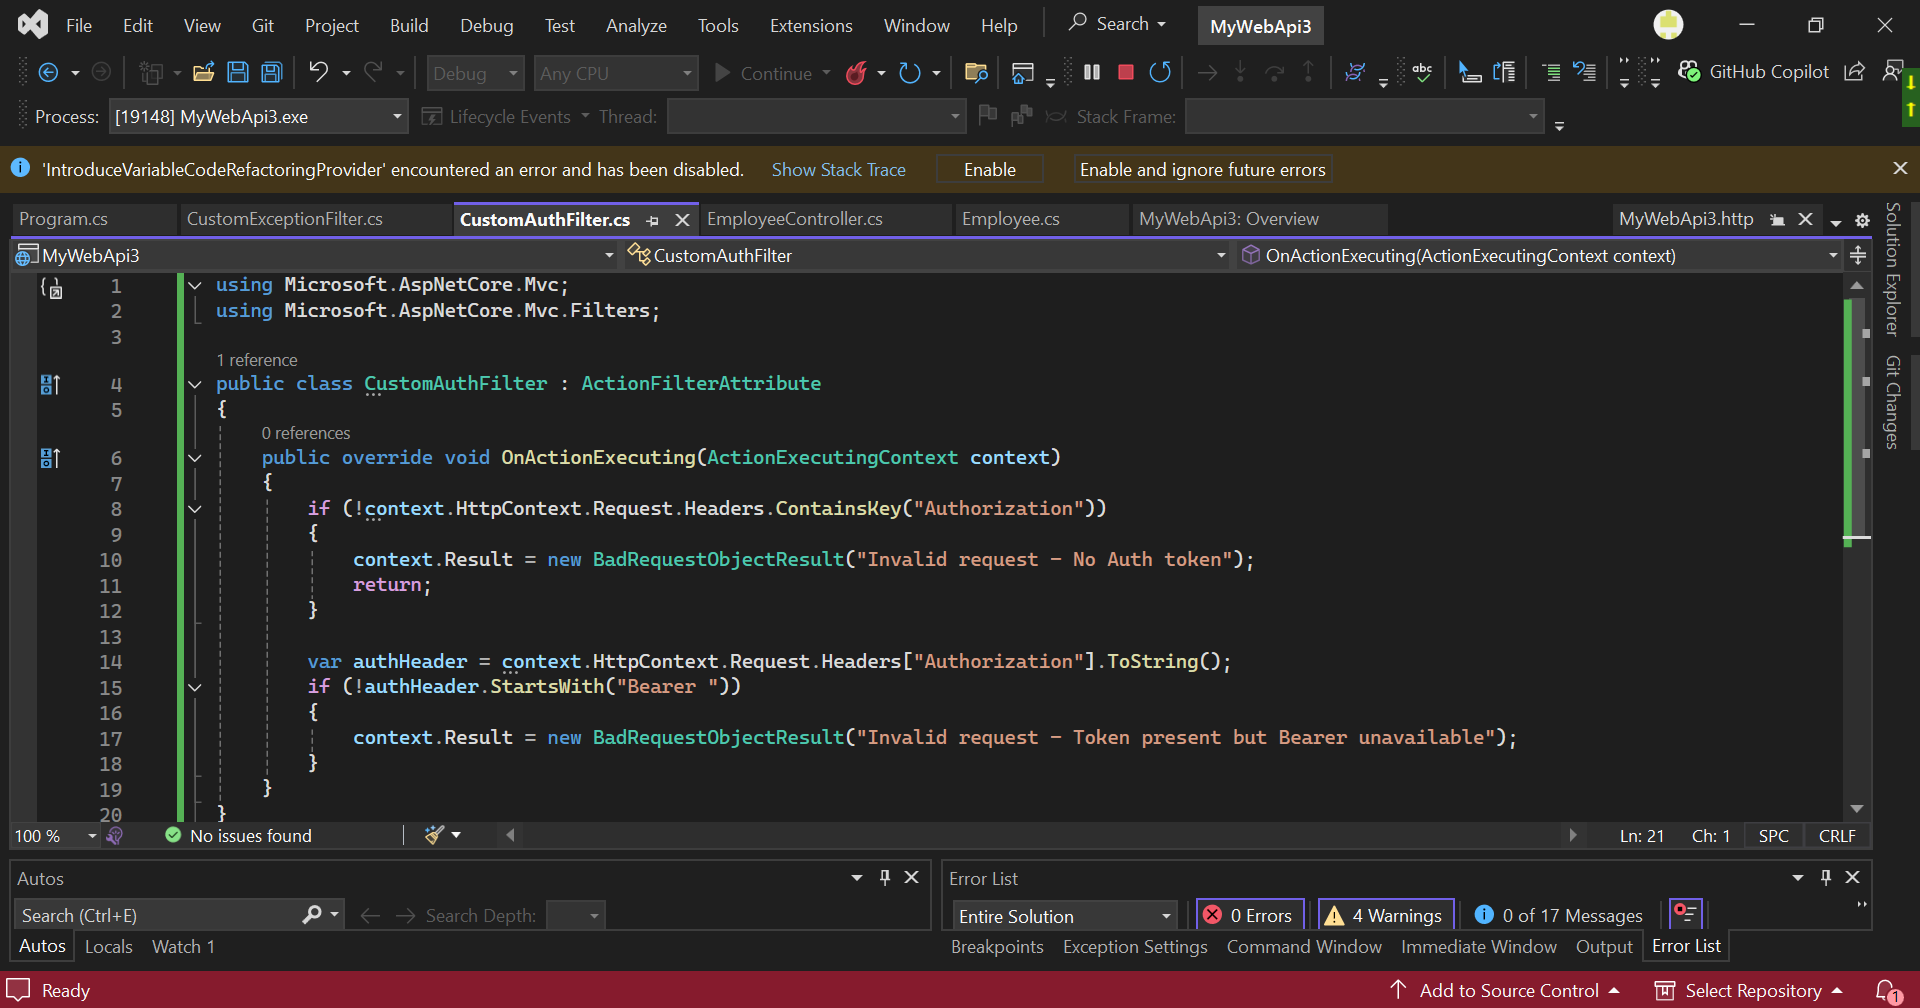 File Edit View Git Project Build Debug Test Analyze Tools Extensions Window Help Search MyWebApi3
Debug Any CPU Continue abc GitHub Copilot
Process: [19148] MyWebApi3.exe Lifecycle Events Thread: Stack Frame:
'IntroduceVariableCodeRefactoringProvider' encountered an error and has been disabled. Show Stack Trace Enable Enable and ignore future errors
Program.cs CustomExceptionFilter.cs CustomAuthFilter.cs EmployeeController.cs Employee.cs MyWebApi3: Overview MyWebApi3.http
MyWebApi3 CustomAuthFilter OnActionExecuting(ActionExecutingContext context)
Solution Explorer
Git Changes
1 using Microsoft.AspNetCore.Mvc;
2 using Microsoft.AspNetCore.Mvc.Filters;
3
1 reference
4 public class CustomAuthFilter : ActionFilterAttribute
5 {
0 references
6 public override void OnActionExecuting(ActionExecutingContext context)
7 {
8 if (!context.HttpContext.Request.Headers.ContainsKey("Authorization"))
9 {
10 context.Result = new BadRequestObjectResult("Invalid request - No Auth token");
11 return;
12 }
13
14 var authHeader = context.HttpContext.Request.Headers["Authorization"].ToString();
15 if (!authHeader.StartsWith("Bearer "))
16 {
17 context.Result = new BadRequestObjectResult("Invalid request - Token present but Bearer unavailable");
18 }
19 }
20 }
100 % No issues found Ln: 21 Ch: 1 SPC CRLF
Autos
Search (Ctrl+E) Search Depth:
Autos Locals Watch 1
Error List
Entire Solution 0 Errors 4 Warnings 0 of 17 Messages
Breakpoints Exception Settings Command Window Immediate Window Output Error List
Ready Add to Source Control Select Repository 1